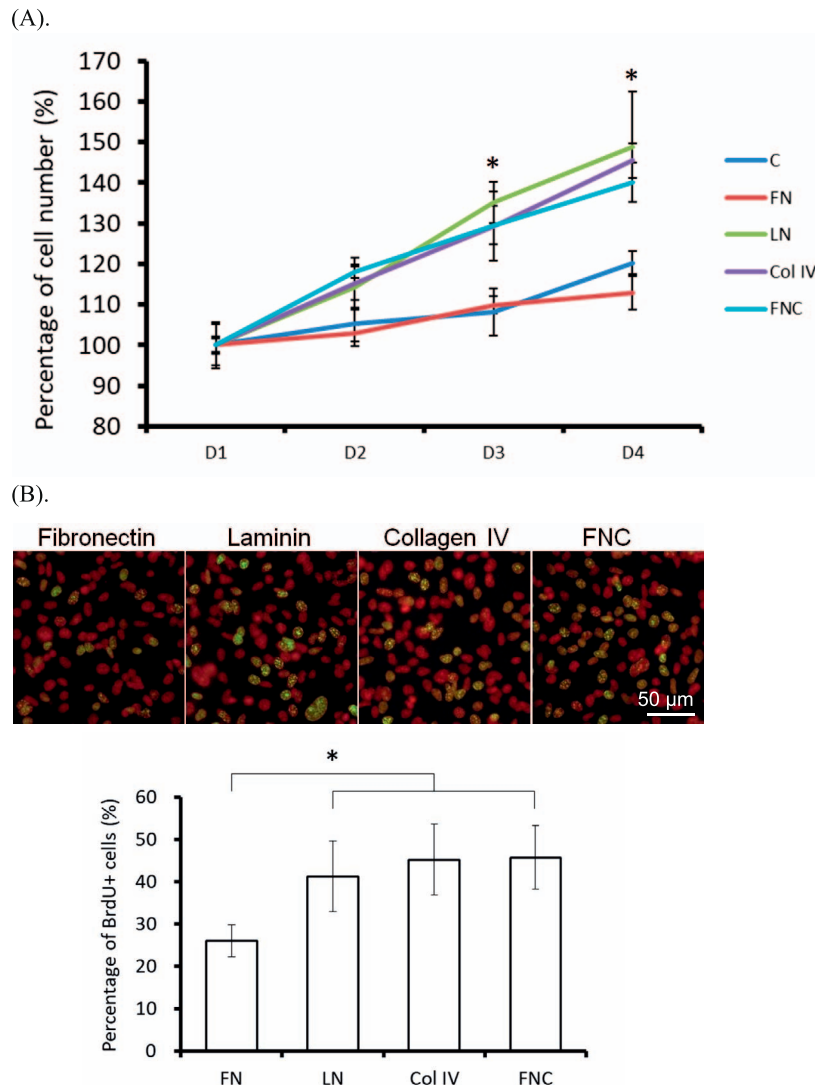 (A).
Percentage of cell number (%)
170
160
150
140
130
120
110
100
90
80
*
*
D1 D2 D3 D4
C
FN
LN
Col IV
FNC
(B).
Fibronectin Laminin Collagen IV FNC
50 µm
*
Percentage of BrdU+ cells (%)
60
50
40
30
20
10
0
FN LN Col IV FNC